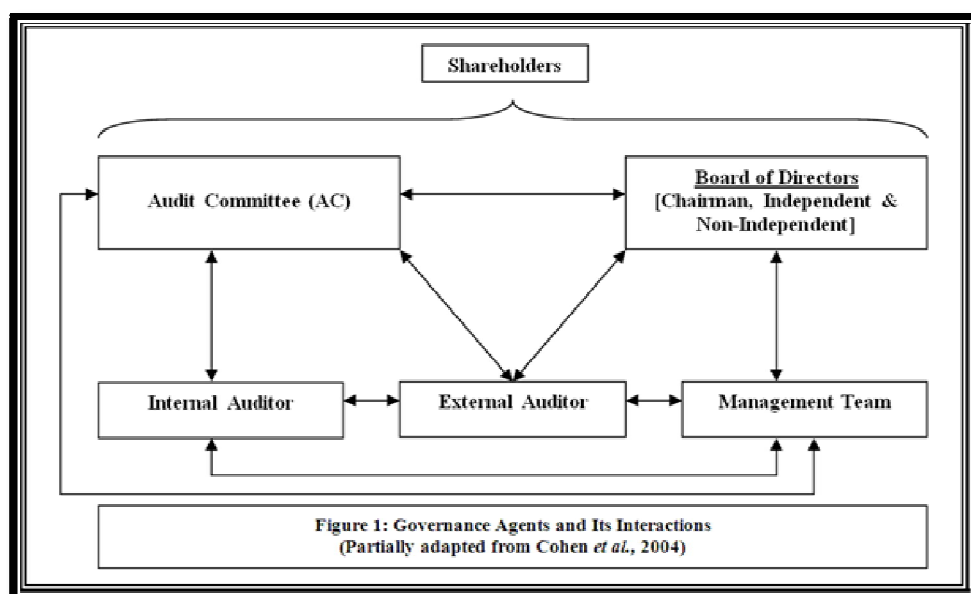 Shareholders
Audit Committee (AC)
Board of Directors
[Chairman, Independent &
Non-Independent]
Internal Auditor
External Auditor
Management Team
Figure 1: Governance Agents and Its Interactions
(Partially adapted from Cohen et al., 2004)